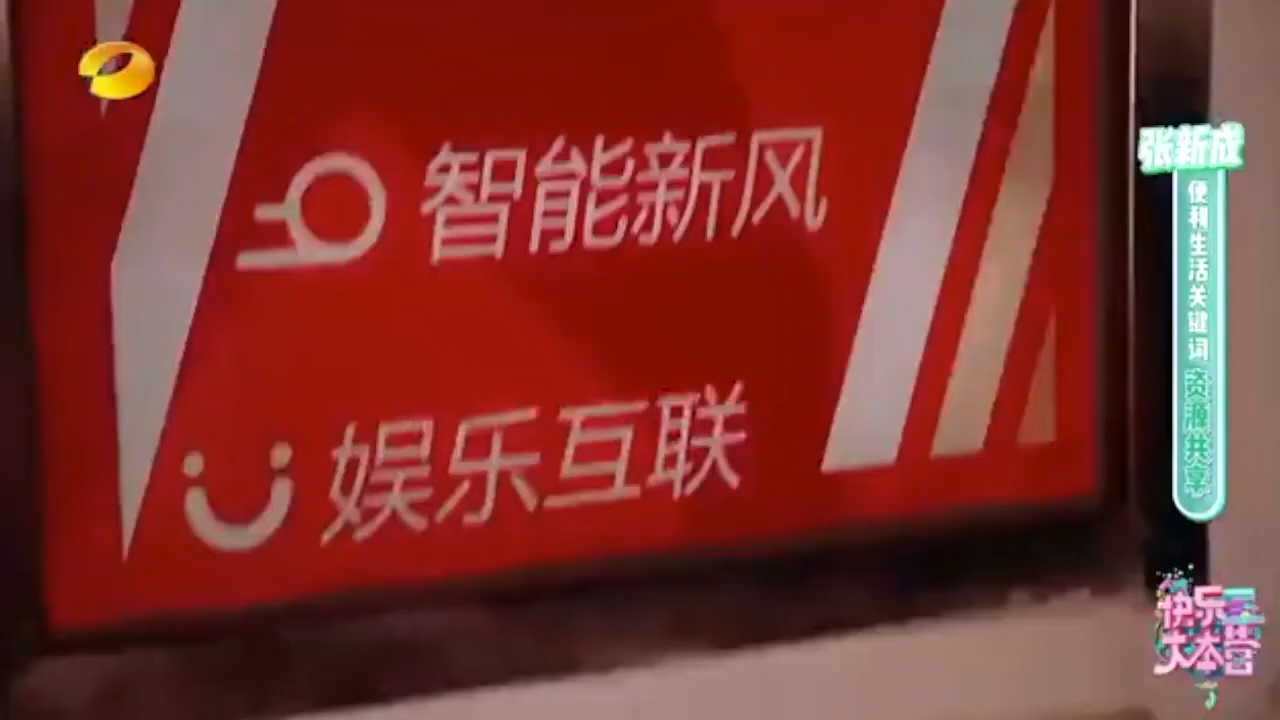 智能新风
娱乐互联
张新成
便利生活关键词
资源共享
快乐
大本营